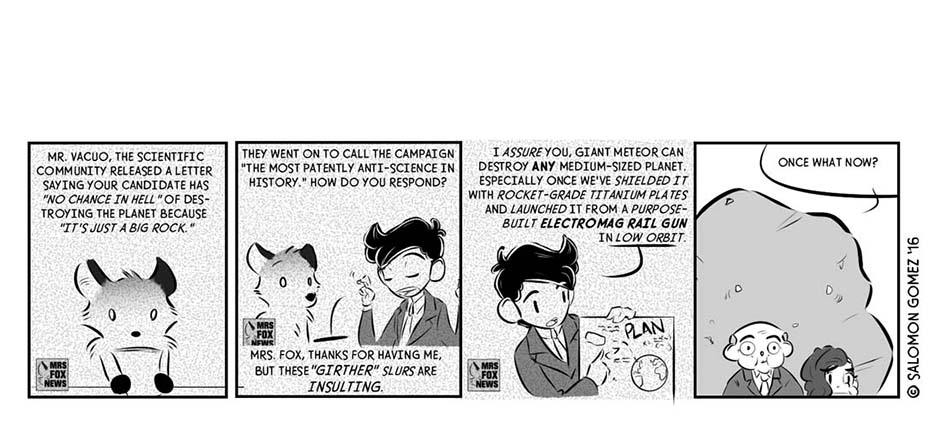 MR. VACUO, THE SCIENTIFIC
COMMUNITY RELEASED A LETTER
SAYING YOUR CANDIDATE HAS
"NO CHANCE IN HELL" OF DES-
TROYING THE PLANET BECAUSE
"IT'S JUST A BIG ROCK."
MRS
FOX
NEWS
THEY WENT ON TO CALL THE CAMPAIGN
"THE MOST PATENTLY ANTI-SCIENCE IN
HISTORY." HOW DO YOU RESPOND?
MRS
FOX
NEWS
MRS. FOX, THANKS FOR HAVING ME,
BUT THESE "GIRTHER" SLURS ARE
INSULTING.
I ASSURE YOU, GIANT METEOR CAN
DESTROY ANY MEDIUM-SIZED PLANET.
ESPECIALLY ONCE WE'VE SHIELDED IT
WITH ROCKET-GRADE TITANIUM PLATES
AND LAUNCHED IT FROM A PURPOSE-
BUILT ELECTROMAG RAIL GUN
IN LOW ORBIT.
PLAN
MRS
FOX
NEWS
ONCE WHAT NOW?
© SALOMON GOMEZ '16